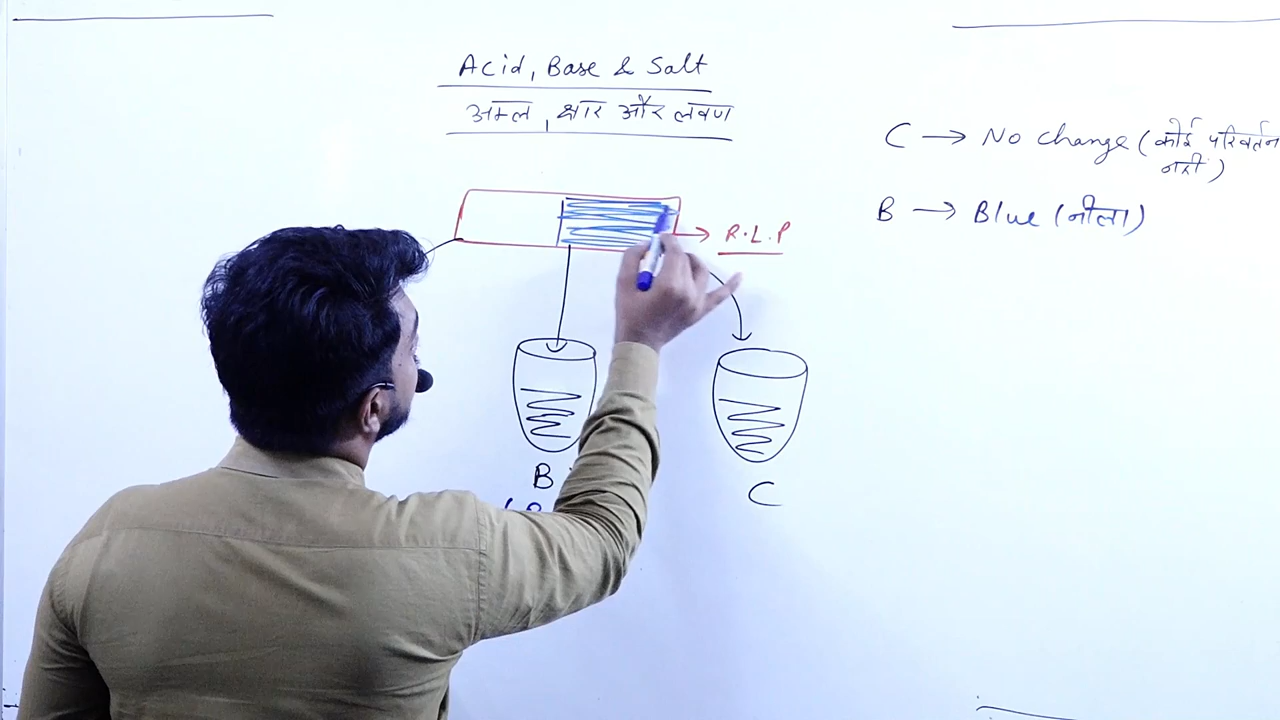 Acid, Base & Salt
अम्ल, क्षार और लवण
C → No change (कोई परिवर्तन
नहीं)
B → Blue (नीला)
R.L.P
B
C